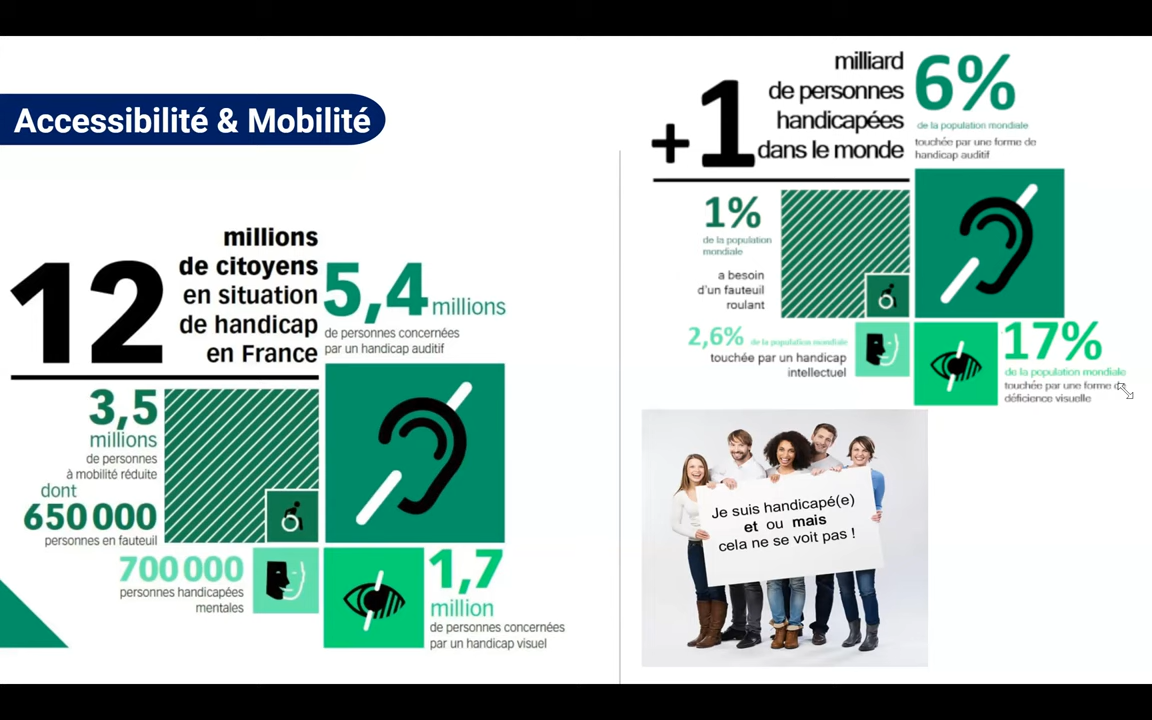 Accessibilité & Mobilité
12
millions
de citoyens
en situation
de handicap
en France
5,4 millions
de personnes concernées
par un handicap auditif
3,5
millions
de personnes
à mobilité réduite
dont
650 000
personnes en fauteuil
700 000
personnes handicapées
mentales
1,7
million
de personnes concernées
par un handicap visuel
+1
milliard
de personnes
handicapées
dans le monde
6%
de la population mondiale
touchée par une forme de
handicap auditif
1%
de la population
mondiale
a besoin
d'un fauteuil
roulant
2,6% de la population mondiale
touchée par un handicap
intellectuel
17%
de la population mondiale
touchée par une forme
déficience visuelle
Je suis handicapé(e)
et ou mais
cela ne se voit pas !